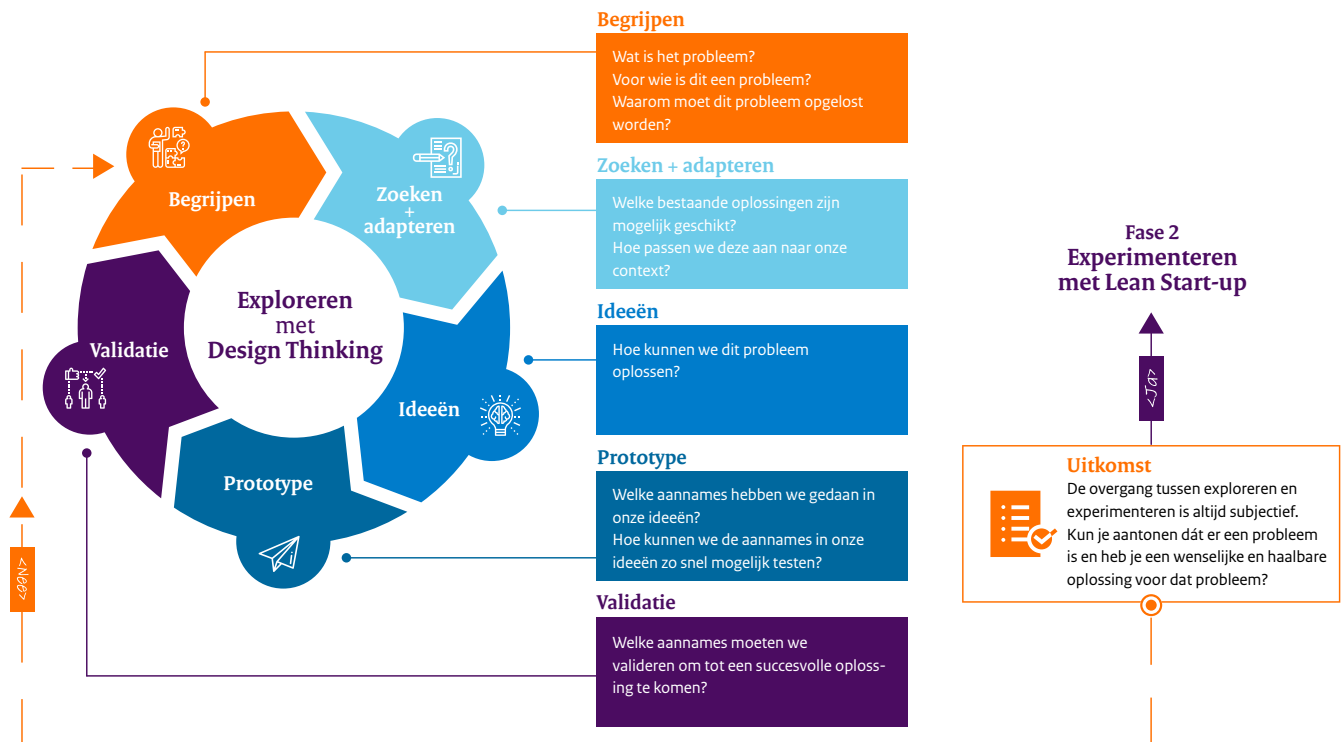 Begrijpen
Zoeken
+
adapteren
Ideeën
Prototype
Validatie
Exploreren
met
Design Thinking
<Nee>
Begrijpen
Wat is het probleem?
Voor wie is dit een probleem?
Waarom moet dit probleem opgelost
worden?
Zoeken + adapteren
Welke bestaande oplossingen zijn
mogelijk geschikt?
Hoe passen we deze aan naar onze
context?
Ideeën
Hoe kunnen we dit probleem
oplossen?
Prototype
Welke aannames hebben we gedaan in
onze ideeën?
Hoe kunnen we de aannames in onze
ideeën zo snel mogelijk testen?
Validatie
Welke aannames moeten we
valideren om tot een succesvolle oploss-
ing te komen?
Fase 2
Experimenteren
met Lean Start-up
<Ja>
Uitkomst
De overgang tussen exploreren en
experimenteren is altijd subjectief.
Kun je aantonen dát er een probleem
is en heb je een wenselijke en haalbare
oplossing voor dat probleem?